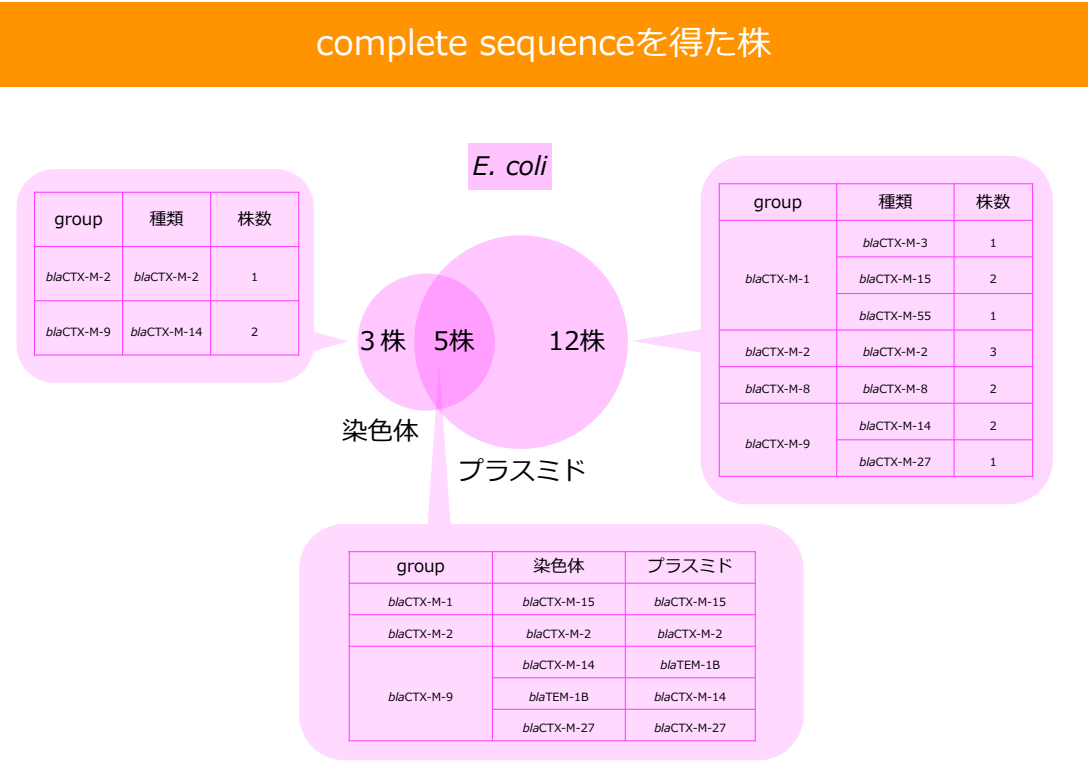 complete sequenceを得た株
E. coli
group 種類 株数
blaCTX-M-2 blaCTX-M-2 1
blaCTX-M-9 blaCTX-M-14 2
3株 5株 12株
染色体
プラスミド
group 種類 株数
blaCTX-M-1 blaCTX-M-3 1
blaCTX-M-15 2
blaCTX-M-55 1
blaCTX-M-2 blaCTX-M-2 3
blaCTX-M-8 blaCTX-M-8 2
blaCTX-M-9 blaCTX-M-14 2
blaCTX-M-27 1
group 染色体 プラスミド
blaCTX-M-1 blaCTX-M-15 blaCTX-M-15
blaCTX-M-2 blaCTX-M-2 blaCTX-M-2
blaCTX-M-9 blaCTX-M-14 blaTEM-1B
blaTEM-1B blaCTX-M-14
blaCTX-M-27 blaCTX-M-27